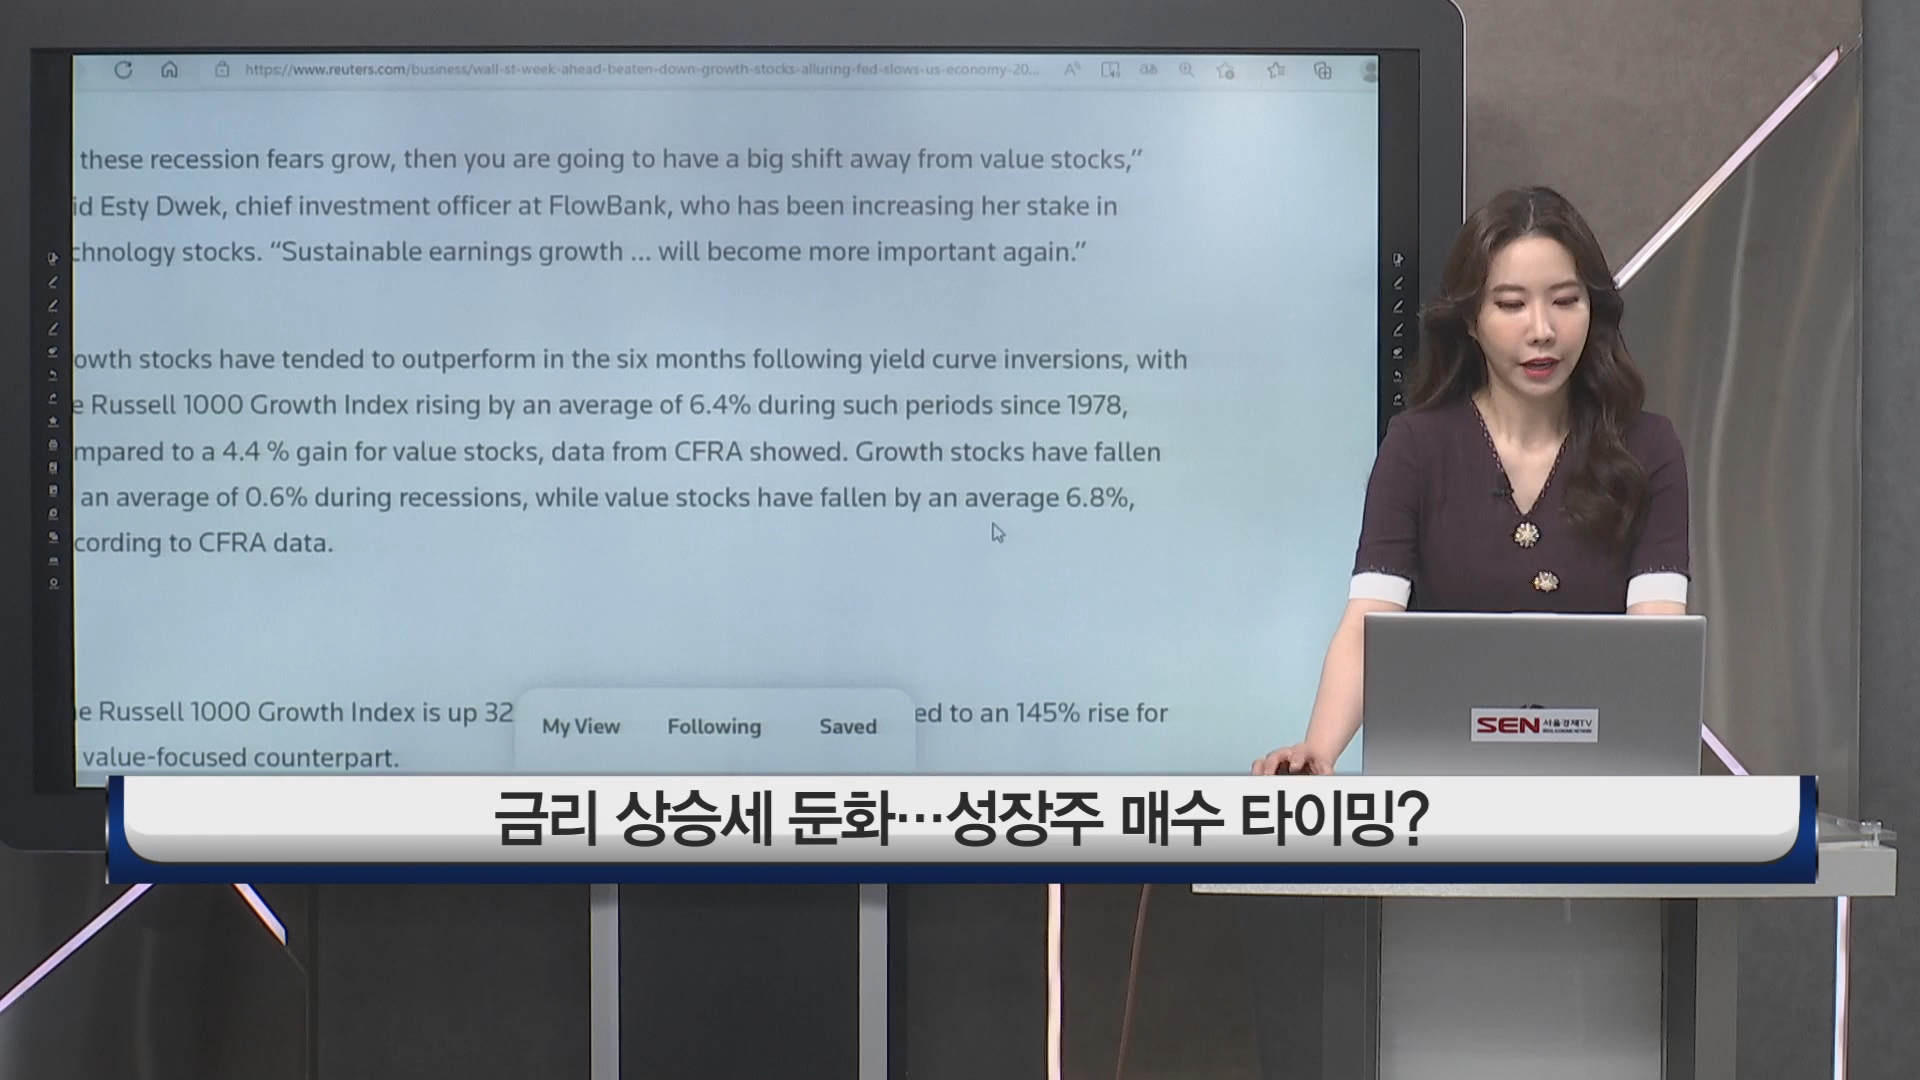 https://www.reuters.com/business/wall-st-week-ahead-beaten-down-growth-stocks-alluring-fed-slows-us-economy-20...
these recession fears grow, then you are going to have a big shift away from value stocks,”
id Esty Dwek, chief investment officer at FlowBank, who has been increasing her stake in
chnology stocks. “Sustainable earnings growth ... will become more important again.”
owth stocks have tended to outperform in the six months following yield curve inversions, with
e Russell 1000 Growth Index rising by an average of 6.4% during such periods since 1978,
mpared to a 4.4 % gain for value stocks, data from CFRA showed. Growth stocks have fallen
an average of 0.6% during recessions, while value stocks have fallen by an average 6.8%,
cording to CFRA data.
e Russell 1000 Growth Index is up 32 ed to an 145% rise for
value-focused counterpart.
My View Following Saved
SEN 서울경제TV
금리 상승세 둔화…성장주 매수 타이밍?